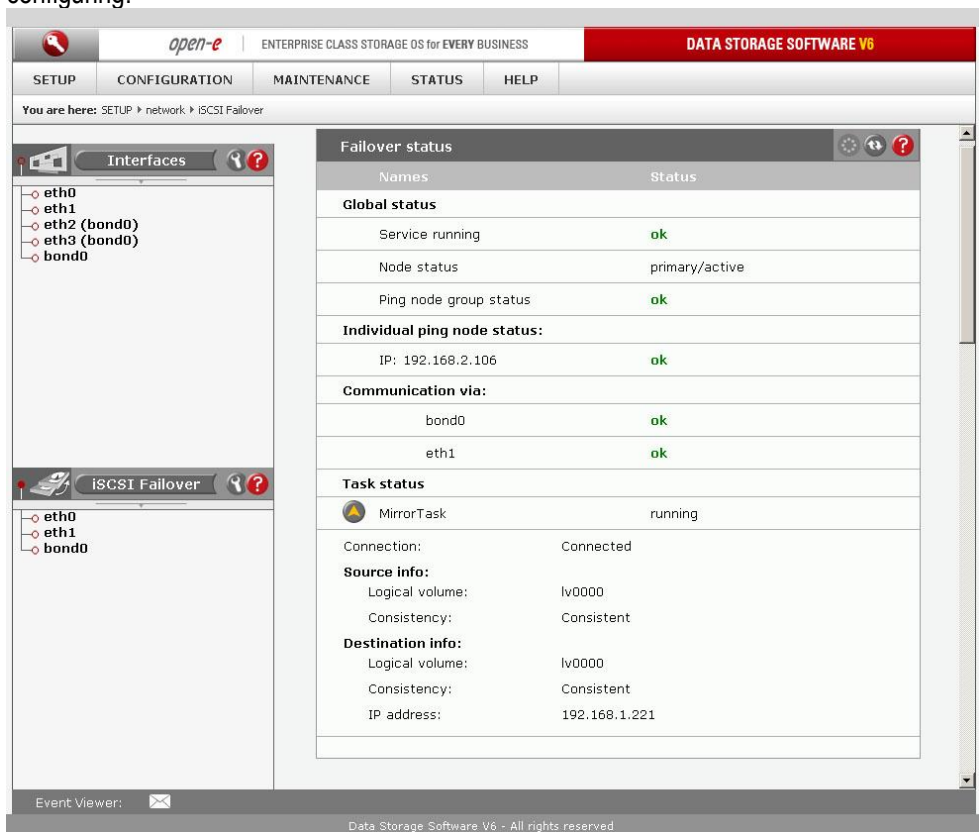 configuring.
open-e ENTERPRISE CLASS STORAGE OS for EVERY BUSINESS DATA STORAGE SOFTWARE V6
SETUP CONFIGURATION MAINTENANCE STATUS HELP
You are here: SETUP network iSCSI Failover
Interfaces
eth0
eth1
eth2 (bond0)
eth3 (bond0)
bond0
iSCSI Failover
eth0
eth1
bond0
Failover status
Names Status
Global status
Service running ok
Node status primary/active
Ping node group status ok
Individual ping node status:
IP: 192.168.2.106 ok
Communication via:
bond0 ok
eth1 ok
Task status
MirrorTask running
Connection: Connected
Source info:
Logical volume: lv0000
Consistency: Consistent
Destination info:
Logical volume: lv0000
Consistency: Consistent
IP address: 192.168.1.221
Event Viewer:
Data Storage Software V6 - All rights reserved